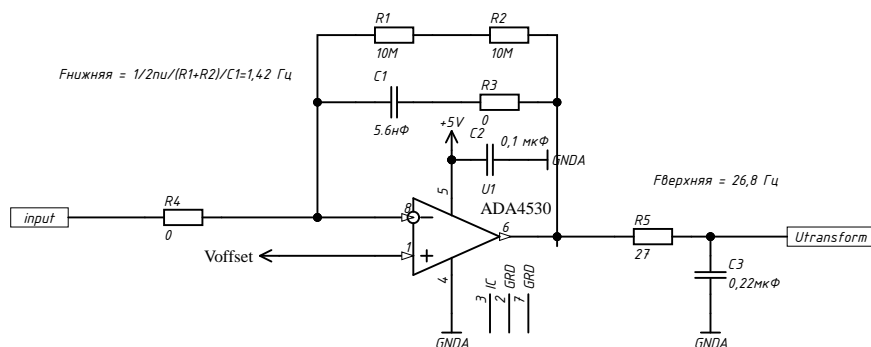 R1
R2
10М
10М
Fнижняя = 1/2пи/(R1+R2)/C1=1,42 Гц
C1
R3
5.6нФ
0
+5V
C2
0,1 мкФ
GNDA
U1
ADA4530
Fверхняя = 26,8 Гц
5
R4
8
6
R5
input
Utransform
0
Voffset
1
27
C3
0,22мкФ
4
3 IC
2 GRD
7 GRD
GNDA
GNDA